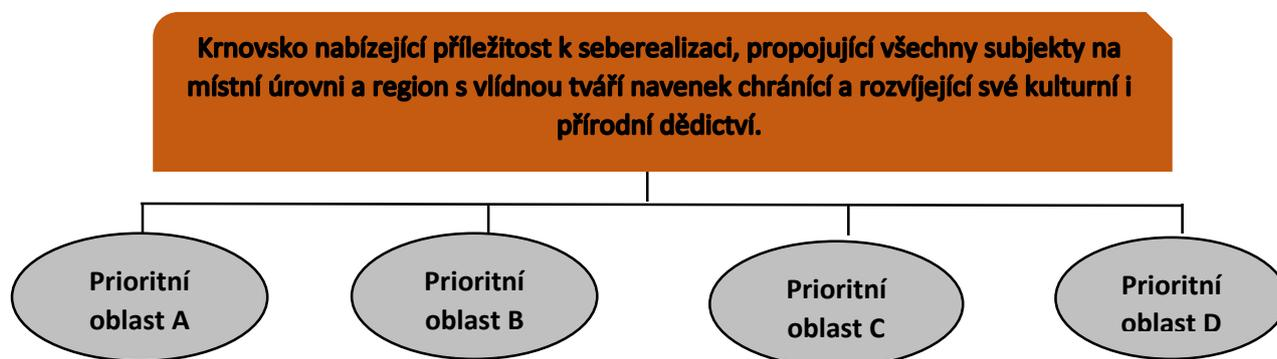 Krnovsko nabízející příležitost k seberealizaci, propojující všechny subjekty na
místní úrovni a region s vlídnou tváří navenek chránící a rozvíjející své kulturní i
přírodní dědictví.
Prioritní
oblast A
Prioritní
oblast B
Prioritní
oblast C
Prioritní
oblast D